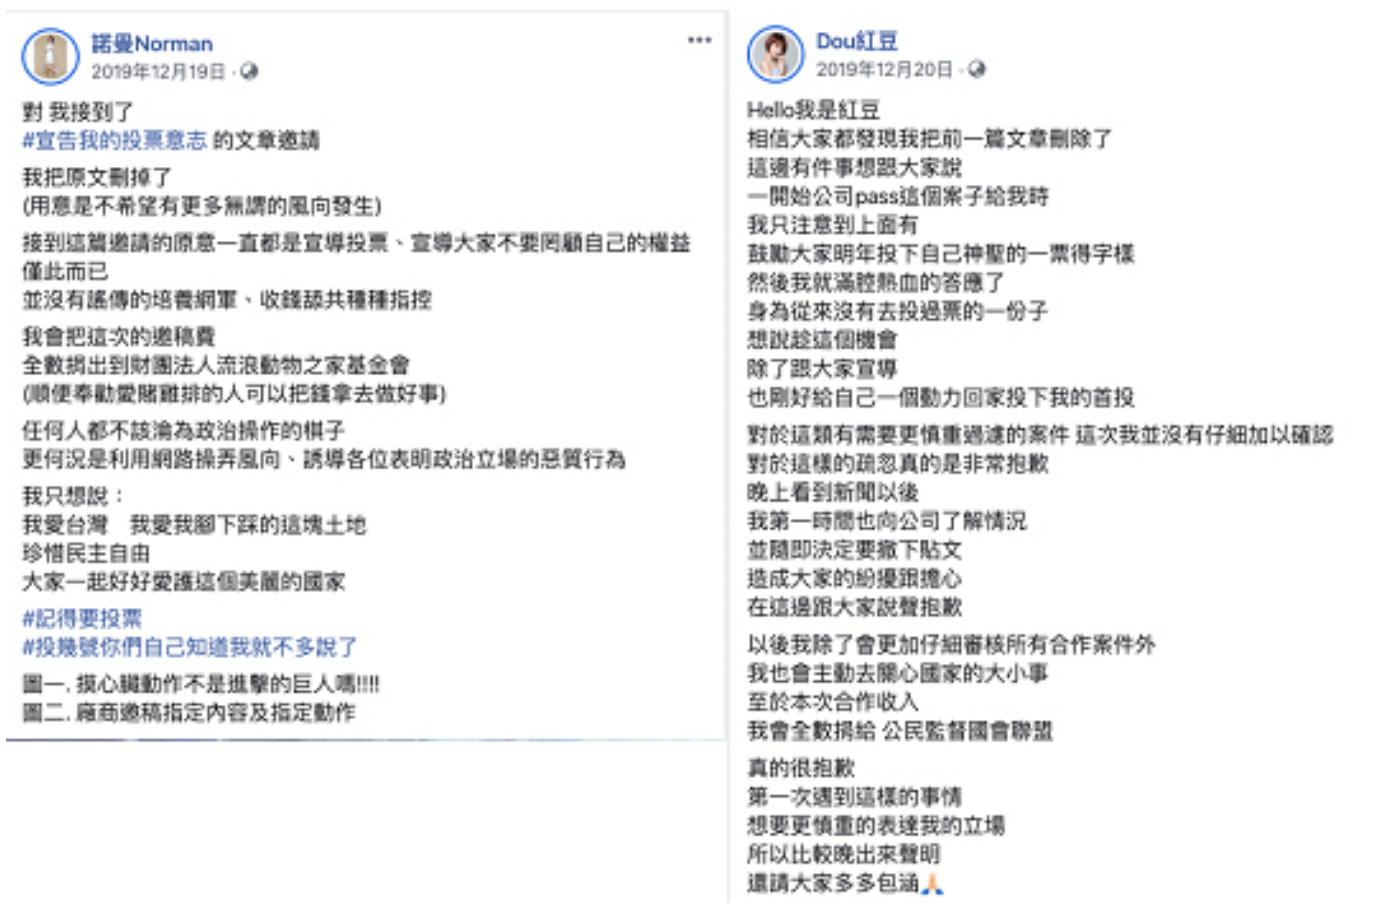 諾曼Norman
2019年12月19日
對 我接到了
#宣告我的投票意志 的文章邀請
我把原文刪掉了
(用意是不希望有更多無謂的風向發生)
接到這篇邀請的原意一直都是宣導投票、宣導大家不要罔顧自己的權益
僅此而已
並沒有謠傳的培養網軍、收錢舔共種種指控
我會把這次的邀稿費
全數捐出到財團法人流浪動物之家基金會
(順便奉勸愛賭雞排的人可以把錢拿去做好事)
任何人都不該淪為政治操作的棋子
更何況是利用網路操弄風向、誘導各位表明政治立場的惡質行為
我只想說：
我愛台灣　我愛我腳下踩的這塊土地
珍惜民主自由
大家一起好好愛護這個美麗的國家
#記得要投票
#投幾號你們自己知道我就不多說了
圖一. 摸心臟動作不是進擊的巨人嗎!!!!
圖二. 廠商邀稿指定內容及指定動作
Dou紅豆
2019年12月20日
Hello我是紅豆
相信大家都發現我把前一篇文章刪除了
這邊有件事想跟大家說
一開始公司pass這個案子給我時
我只注意到上面有
鼓勵大家明年投下自己神聖的一票得字樣
然後我就滿腔熱血的答應了
身為從來沒有去投過票的一份子
想說趁這個機會
除了跟大家宣導
也剛好給自己一個動力回家投下我的首投
對於這類有需要更慎重過濾的案件 這次我並沒有仔細加以確認
對於這樣的疏忽真的是非常抱歉
晚上看到新聞以後
我第一時間也向公司了解情況
並隨即決定要撤下貼文
造成大家的紛擾跟擔心
在這邊跟大家說聲抱歉
以後我除了會更加仔細審核所有合作案件外
我也會主動去關心國家的大小事
至於本次合作收入
我會全數捐給 公民監督國會聯盟
真的很抱歉
第一次遇到這樣的事情
想要更慎重的表達我的立場
所以比較晚出來聲明
還請大家多多包涵🙏